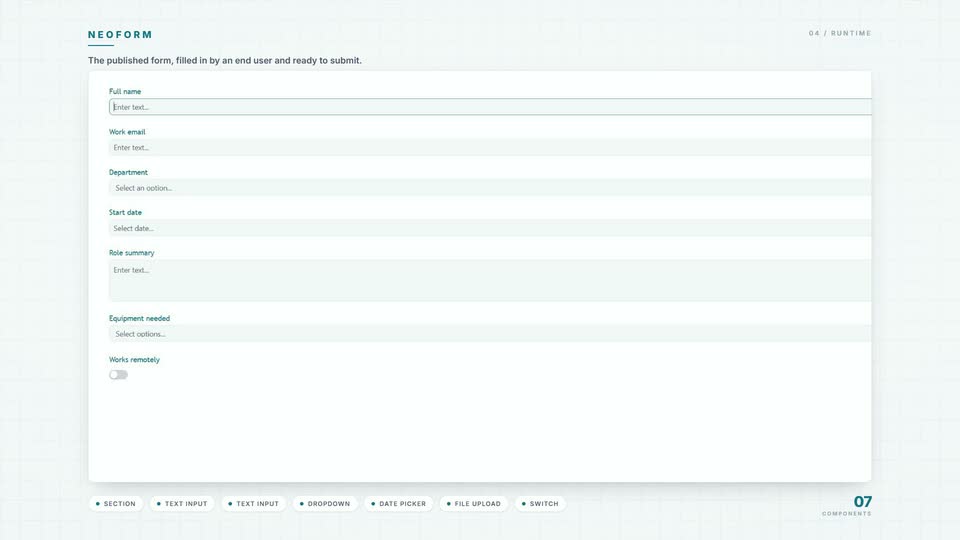 NEOFORM
04 / RUNTIME
The published form, filled in by an end user and ready to submit.
Full name
Enter text...
Work email
Enter text...
Department
Select an option...
Start date
Select date...
Role summary
Enter text...
Equipment needed
Select options...
Works remotely
SECTION
TEXT INPUT
TEXT INPUT
DROPDOWN
DATE PICKER
FILE UPLOAD
SWITCH
07
COMPONENTS